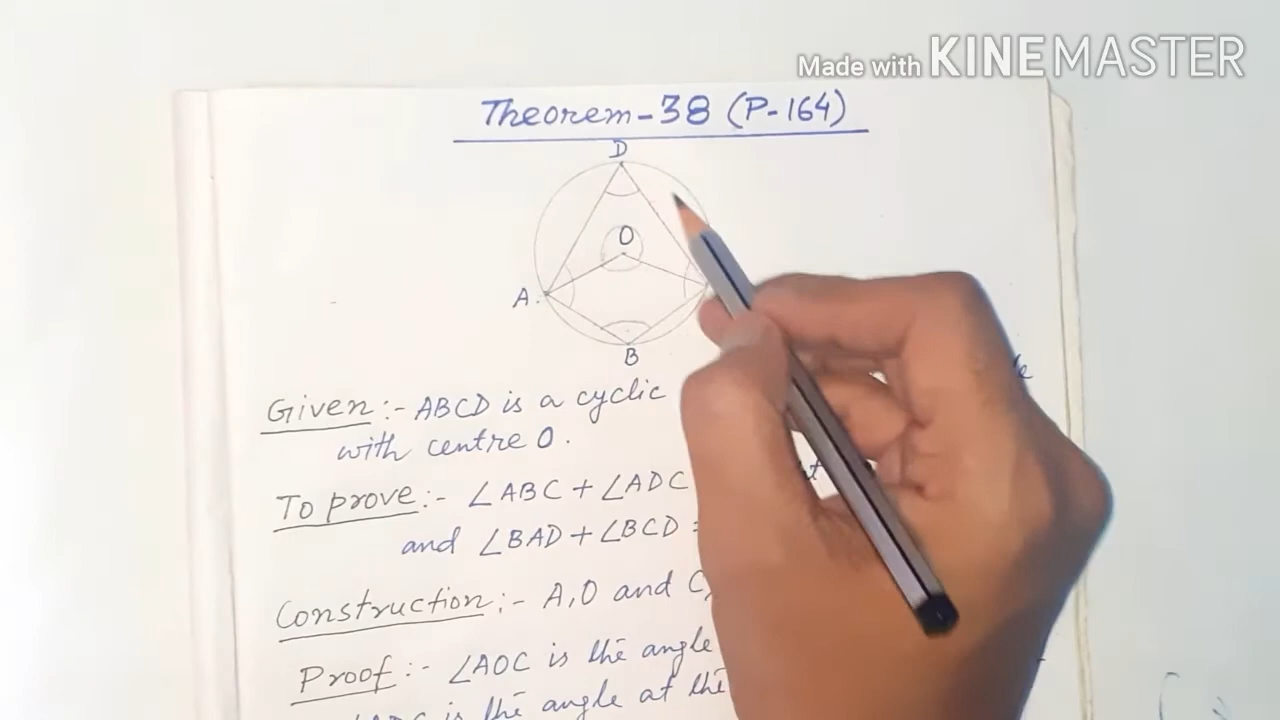 Made with KINEMASTER
Theorem-38 (P-164)
D
O
A.
B
Given:- ABCD is a cyclic
with centre O.
To prove:- ∠ABC + ∠ADC
and ∠BAD + ∠BCD =
Construction:- A, O and C,
Proof:- ∠AOC is the angle
∠ADC is the angle at the